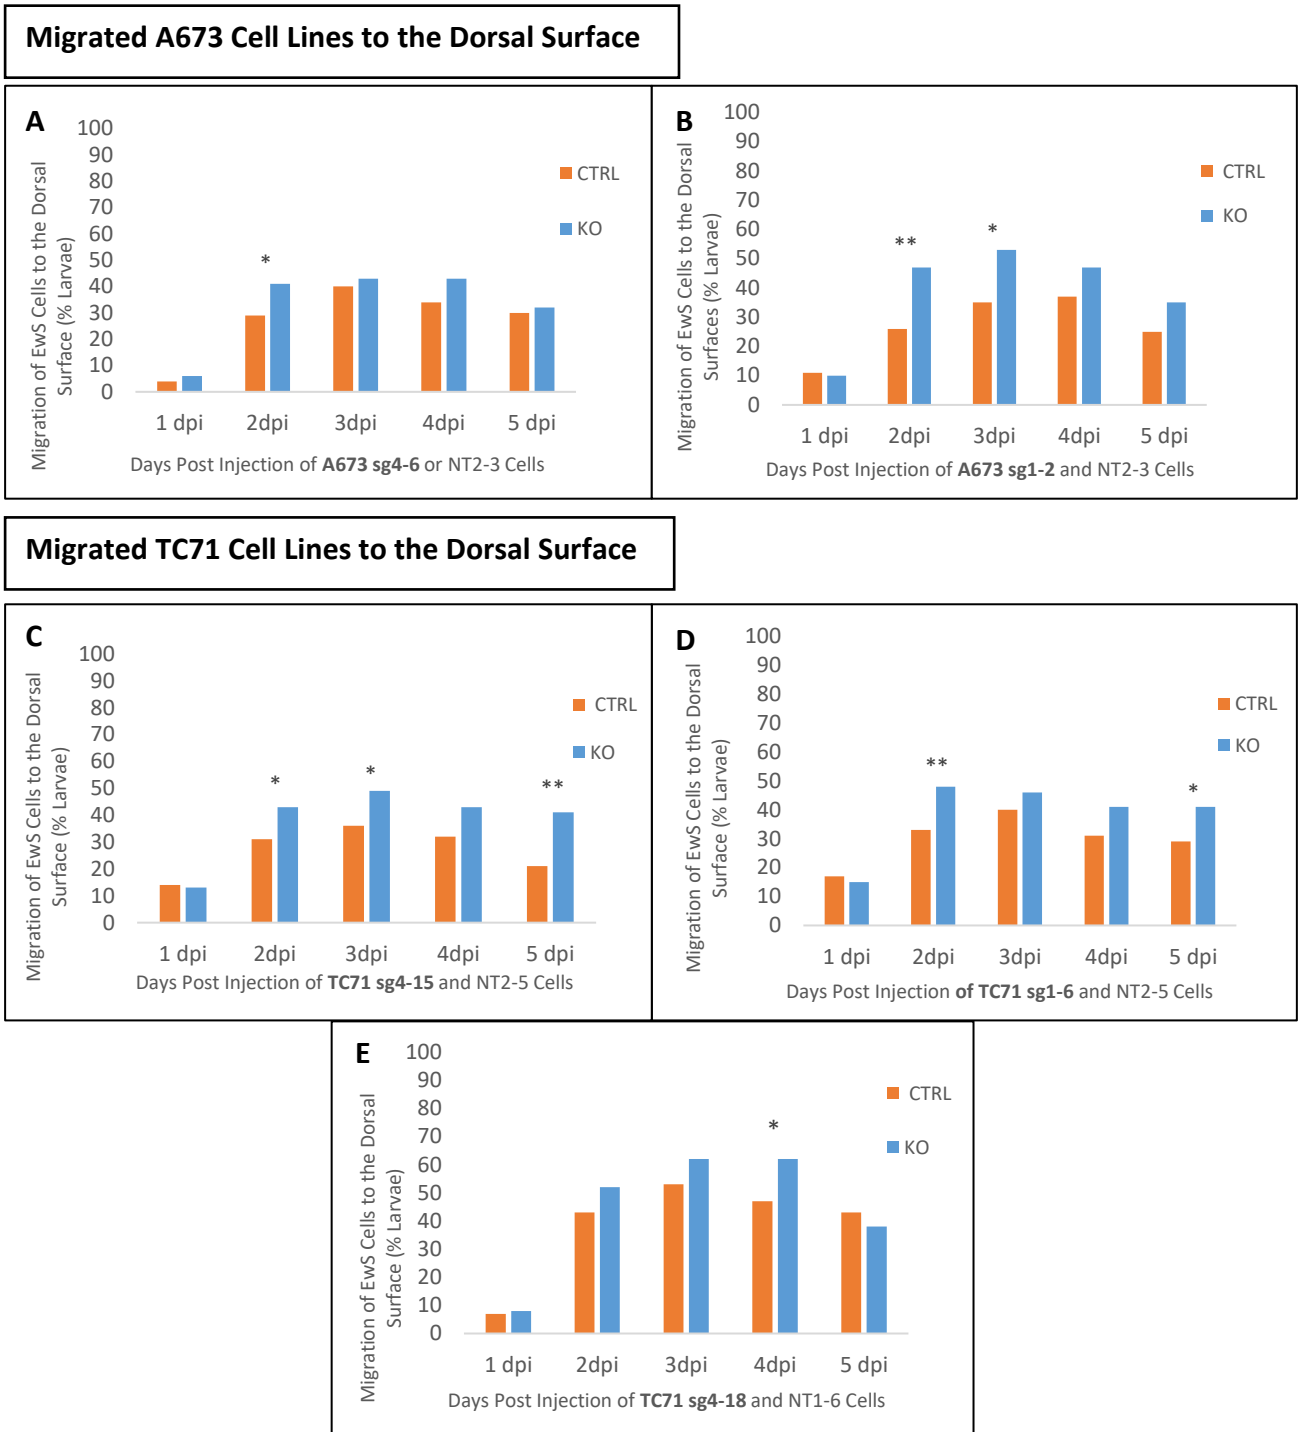 Migrated A673 Cell Lines to the Dorsal Surface
A
Migration of EwS Cells to the Dorsal
Surface (% Larvae)
100
90
80
70
60
50
40
30
20
10
0
*
CTRL
KO
1 dpi 2dpi 3dpi 4dpi 5 dpi
Days Post Injection of A673 sg4-6 or NT2-3 Cells
B
Migration of EwS Cells to the Dorsal
Surfaces (% Larvae)
100
90
80
70
60
50
40
30
20
10
0
**
*
CTRL
KO
1 dpi 2dpi 3dpi 4dpi 5 dpi
Days Post Injection of A673 sg1-2 and NT2-3 Cells
Migrated TC71 Cell Lines to the Dorsal Surface
C
Migration of EwS Cells to the Dorsal
Surface (% Larvae)
100
90
80
70
60
50
40
30
20
10
0
*
*
**
CTRL
KO
1 dpi 2dpi 3dpi 4dpi 5 dpi
Days Post Injection of TC71 sg4-15 and NT2-5 Cells
D
Migration of EwS Cells to the Dorsal
Surface (% Larvae)
100
90
80
70
60
50
40
30
20
10
0
**
*
CTRL
KO
1 dpi 2dpi 3dpi 4dpi 5 dpi
Days Post Injection of TC71 sg1-6 and NT2-5 Cells
E
Migration of EwS Cells to the Dorsal
Surface (% Larvae)
100
90
80
70
60
50
40
30
20
10
0
*
CTRL
KO
1 dpi 2dpi 3dpi 4dpi 5 dpi
Days Post Injection of TC71 sg4-18 and NT1-6 Cells